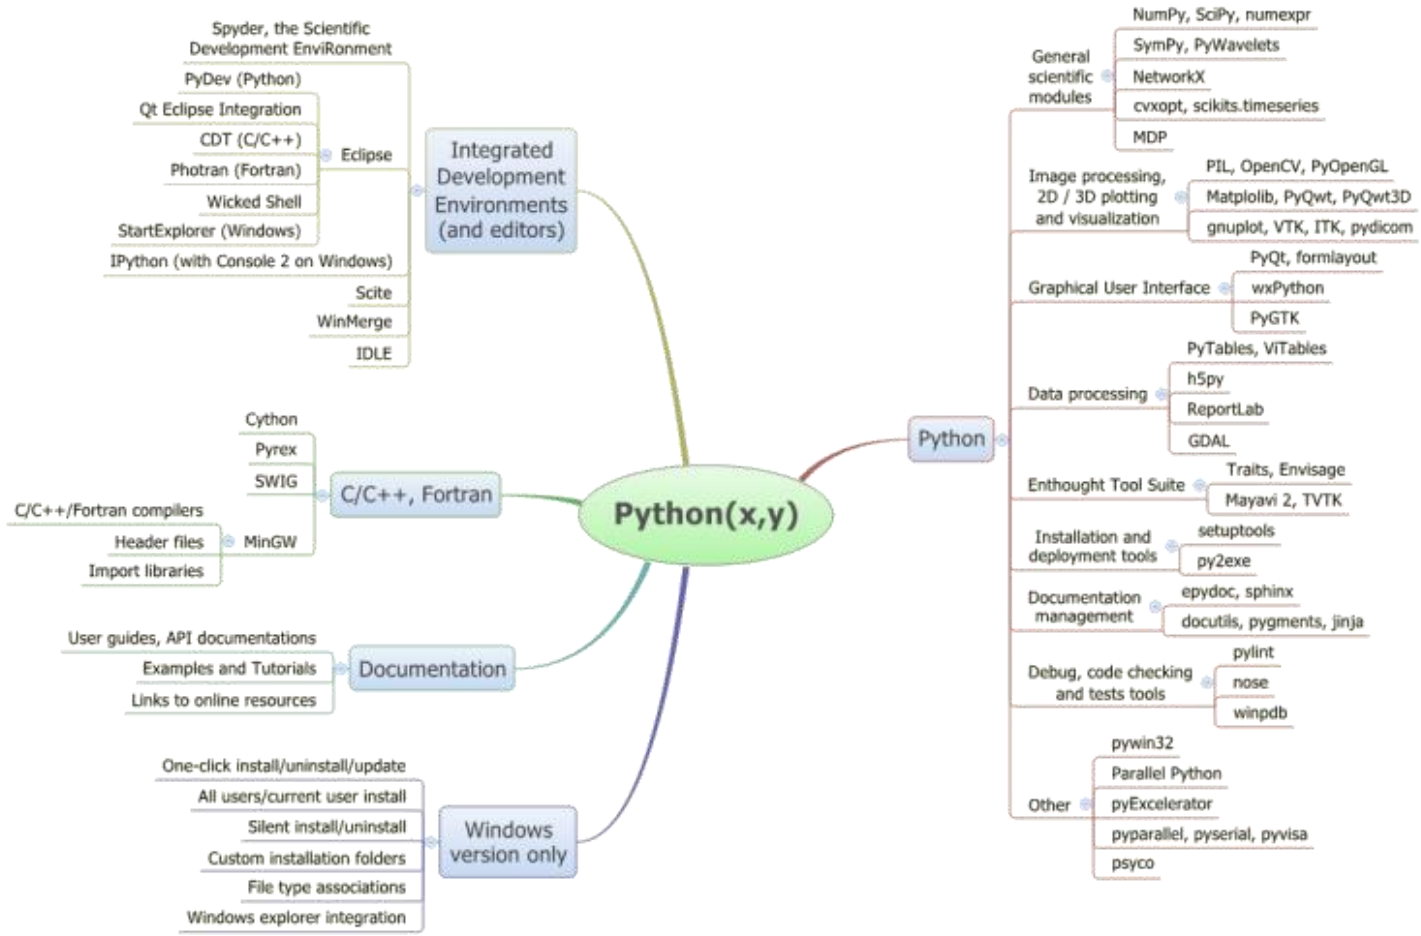 Spyder, the Scientific
Development EnviRonment
PyDev (Python)
Qt Eclipse Integration
CDT (C/C++)
Photran (Fortran)
Wicked Shell
StartExplorer (Windows)
Eclipse
IPython (with Console 2 on Windows)
Scite
WinMerge
IDLE
Integrated
Development
Environments
(and editors)
Cython
Pyrex
SWIG
C/C++/Fortran compilers
Header files
Import libraries
MinGW
C/C++, Fortran
User guides, API documentations
Examples and Tutorials
Links to online resources
Documentation
One-click install/uninstall/update
All users/current user install
Silent install/uninstall
Custom installation folders
File type associations
Windows explorer integration
Windows
version only
Python(x,y)
Python
General
scientific
modules
NumPy, SciPy, numexpr
SymPy, PyWavelets
NetworkX
cvxopt, scikits.timeseries
MDP
Image processing,
2D / 3D plotting
and visualization
PIL, OpenCV, PyOpenGL
Matplolib, PyQwt, PyQwt3D
gnuplot, VTK, ITK, pydicom
Graphical User Interface
PyQt, formlayout
wxPython
PyGTK
Data processing
PyTables, ViTables
h5py
ReportLab
GDAL
Enthought Tool Suite
Traits, Envisage
Mayavi 2, TVTK
Installation and
deployment tools
setuptools
py2exe
Documentation
management
epydoc, sphinx
docutils, pygments, jinja
Debug, code checking
and tests tools
pylint
nose
winpdb
Other
pywin32
Parallel Python
pyExcelerator
pyparallel, pyserial, pyvisa
psyco